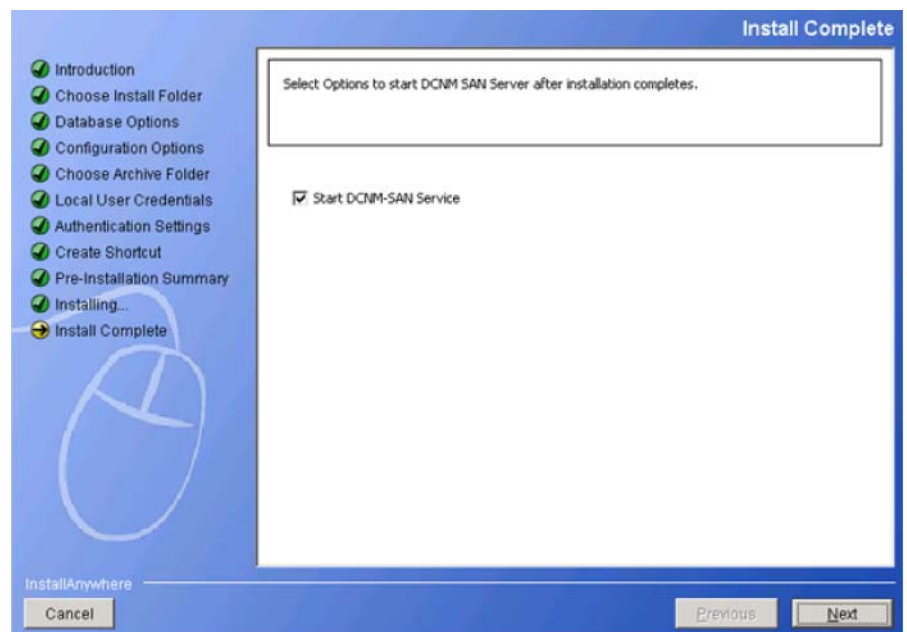 Install Complete
Introduction
Choose Install Folder
Database Options
Configuration Options
Choose Archive Folder
Local User Credentials
Authentication Settings
Create Shortcut
Pre-Installation Summary
Installing...
Install Complete
Select Options to start DCNM SAN Server after installation completes.
Start DCNM-SAN Service
InstallAnywhere
Cancel
Previous
Next